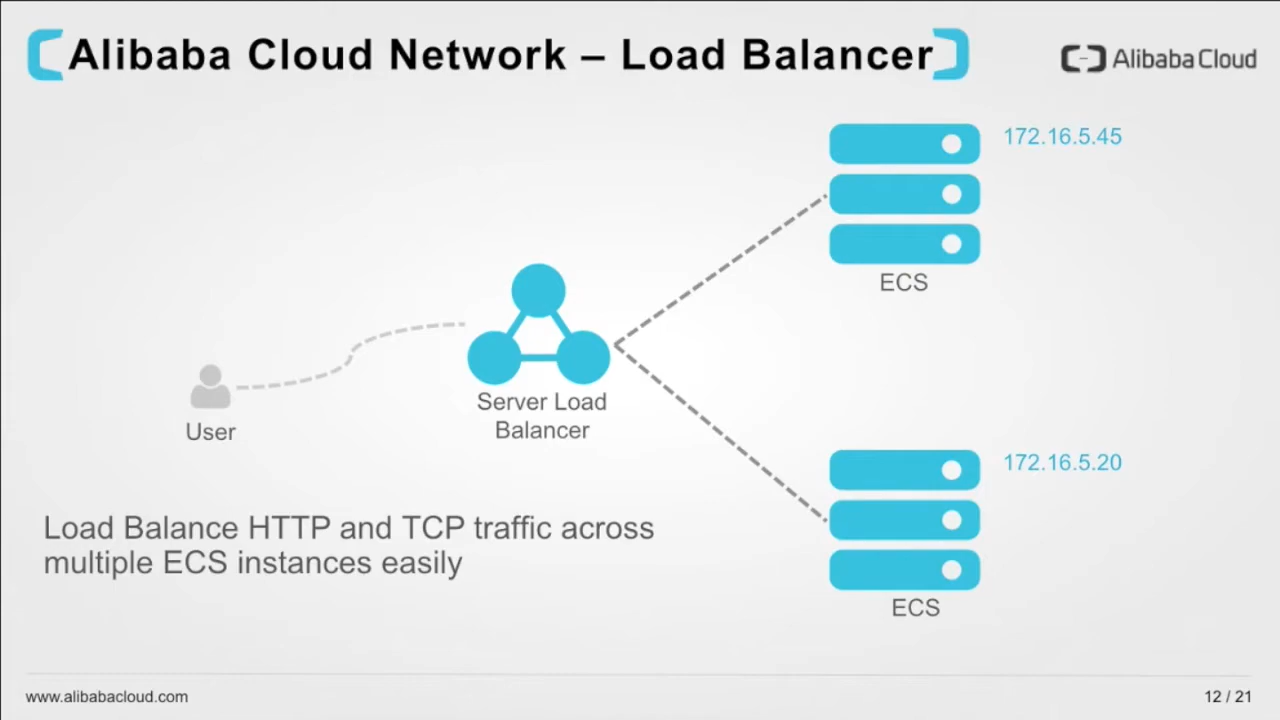 Alibaba Cloud Network – Load Balancer
Alibaba Cloud
172.16.5.45
ECS
Server Load
Balancer
User
172.16.5.20
Load Balance HTTP and TCP traffic across
multiple ECS instances easily
ECS
www.alibabacloud.com
12 / 21